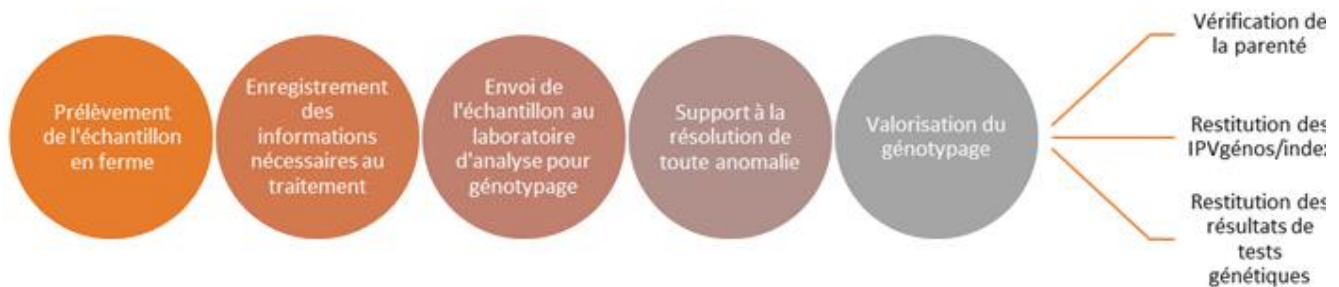 Prélèvement
de l'échantillon
en ferme
Enregistrement
des
informations
nécessaires au
traitement
Envoi de
l'échantillon au
laboratoire
d'analyse pour
génotypage
Support à la
résolution de
toute anomalie
Valorisation du
génotypage
Vérification de
la parenté
Restitution des
IPVgénos/index
Restitution des
résultats de
tests
génétiques